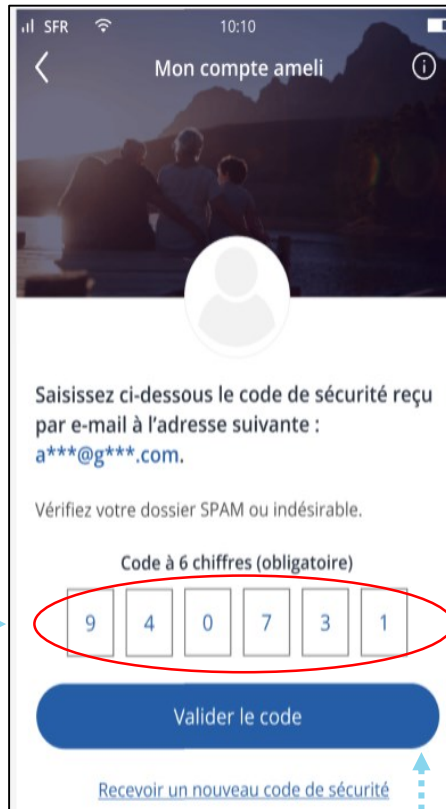 SFR 10:10
Mon compte ameli
Saisissez ci-dessous le code de sécurité reçu
par e-mail à l'adresse suivante :
a***@g***.com.
Vérifiez votre dossier SPAM ou indésirable.
Code à 6 chiffres (obligatoire)
9 4 0 7 3 1
Valider le code
Recevoir un nouveau code de sécurité